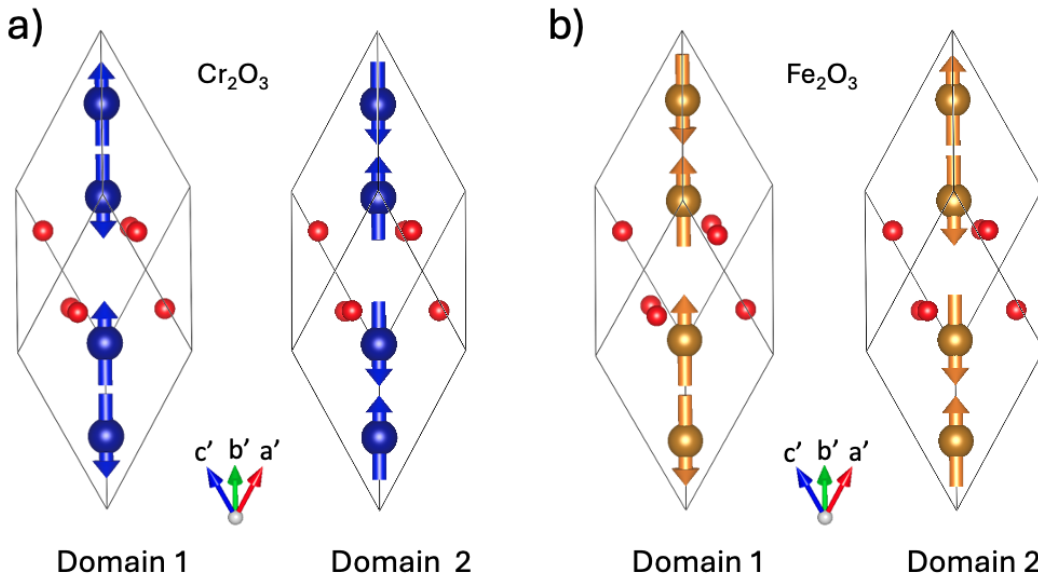 a)
Cr₂O₃
c’ b’ a’
Domain 1
Domain 2
b)
Fe₂O₃
c’ b’ a’
Domain 1
Domain 2